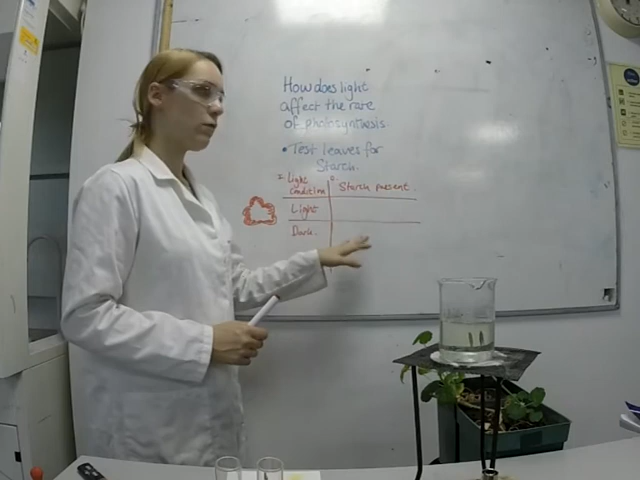 How does light
affect the rate
of photosynthesis
• Test leaves for
Starch.
Light
condition
Starch present.
Light
Dark.